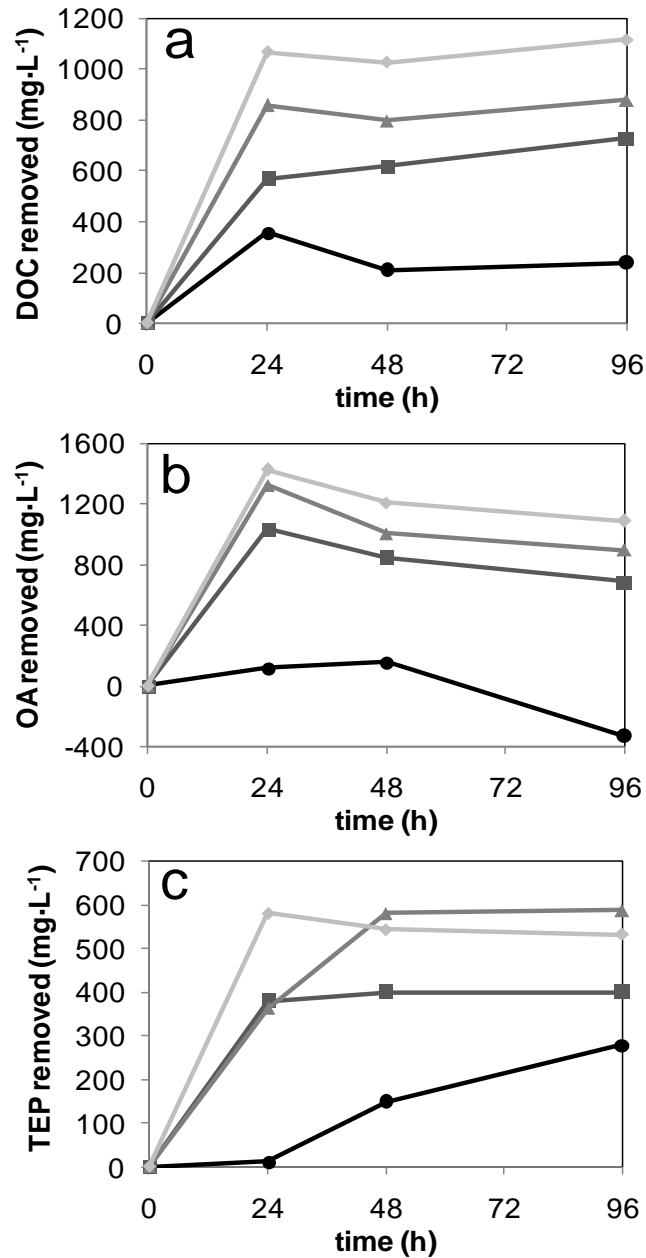 a
DOC removed (mg·L⁻¹)
1200
1000
800
600
400
200
0
0 24 48 72 96
time (h)
b
OA removed (mg·L⁻¹)
1600
1200
800
400
0
-400
0 24 48 72 96
time (h)
c
TEP removed (mg·L⁻¹)
700
600
500
400
300
200
100
0
0 24 48 72 96
time (h)